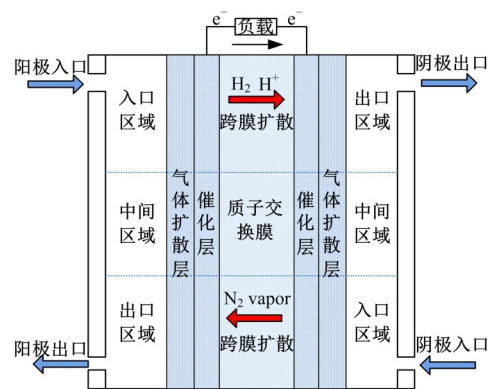 e⁻ 负载 e⁻
阳极入口
阴极出口
入口
区域
H₂ H⁺
跨膜扩散
出口
区域
中间
区域
气体扩散层
催化层
质子交
换膜
催化层
气体扩散层
中间
区域
出口
区域
N₂ vapor
跨膜扩散
入口
区域
阳极出口
阴极入口